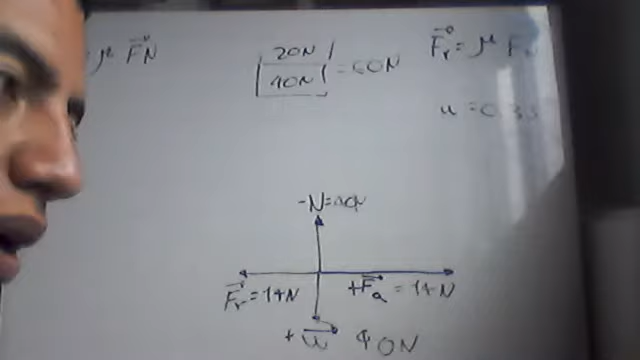 μ F⃗N
20N
40N = 60N
F⃗r = μ F
u = 0.35
-N=40N
F⃗r = 14N
+F⃗a = 14N
+ w⃗ 40N